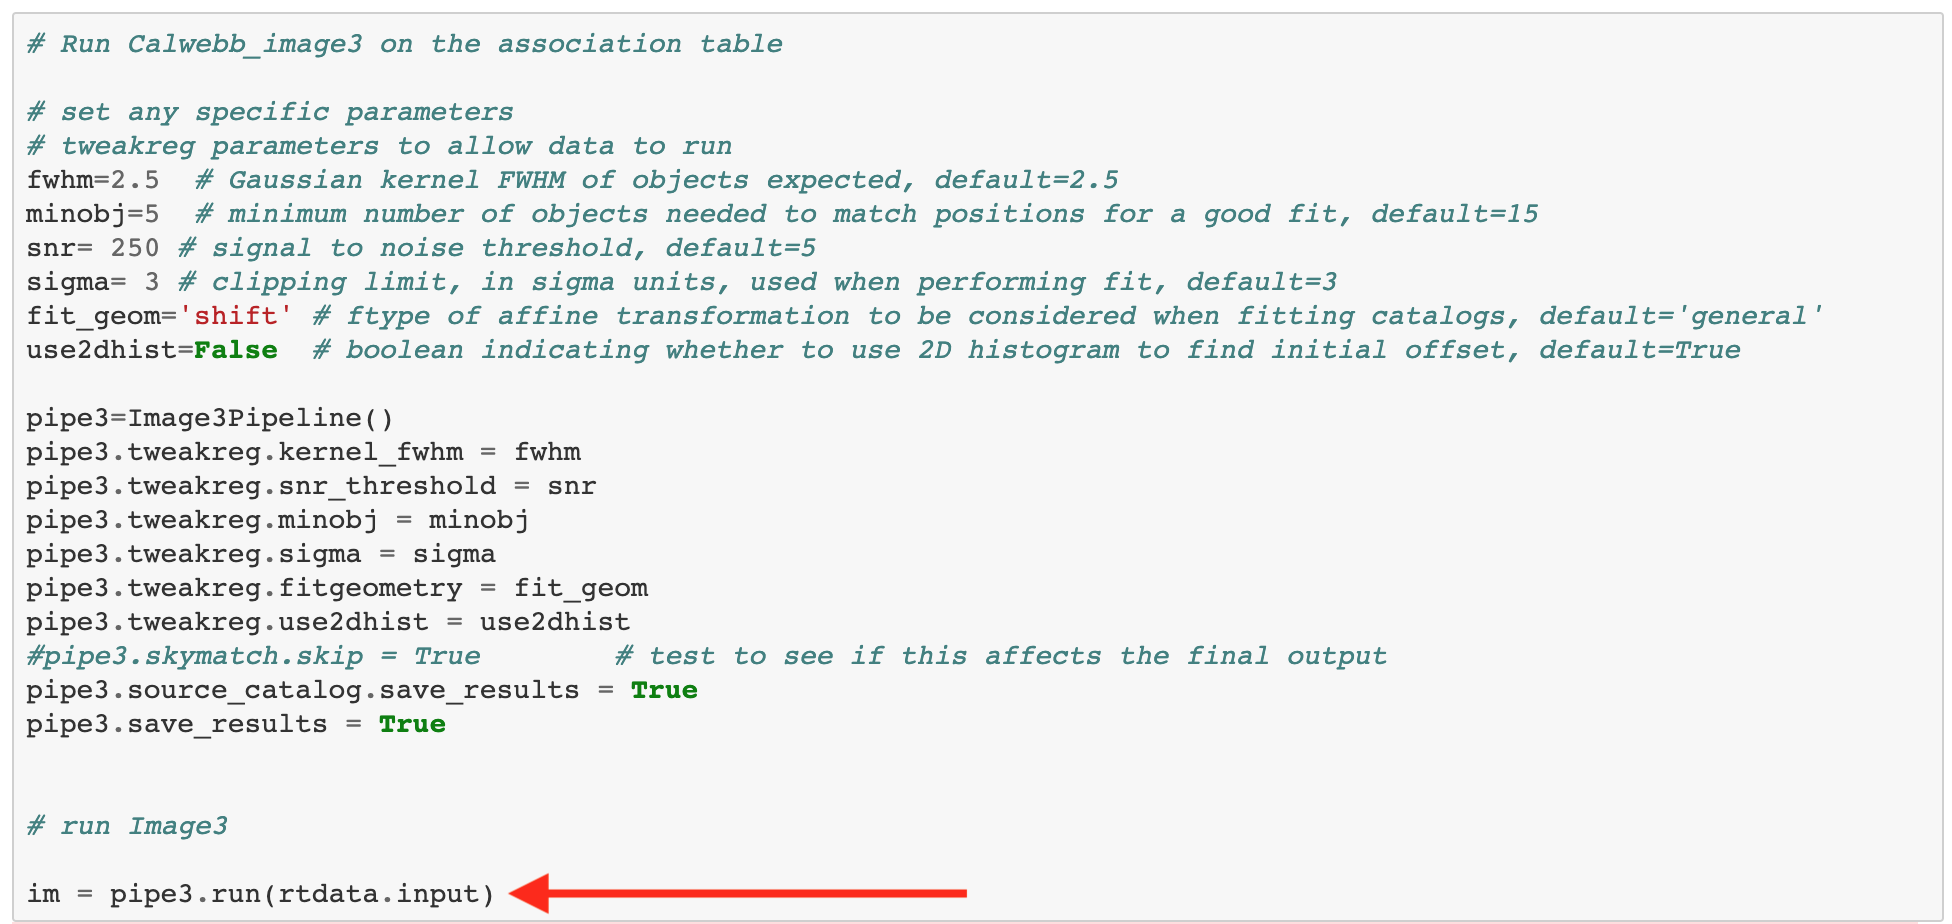 # Run Calwebb_image3 on the association table
# set any specific parameters
# tweakreg parameters to allow data to run
fwhm=2.5  # Gaussian kernel FWHM of objects expected, default=2.5
minobj=5  # minimum number of objects needed to match positions for a good fit, default=15
snr= 250 # signal to noise threshold, default=5
sigma= 3 # clipping limit, in sigma units, used when performing fit, default=3
fit_geom='shift' # ftype of affine transformation to be considered when fitting catalogs, default='general'
use2dhist=False  # boolean indicating whether to use 2D histogram to find initial offset, default=True
pipe3=Image3Pipeline()
pipe3.tweakreg.kernel_fwhm = fwhm
pipe3.tweakreg.snr_threshold = snr
pipe3.tweakreg.minobj = minobj
pipe3.tweakreg.sigma = sigma
pipe3.tweakreg.fitgeometry = fit_geom
pipe3.tweakreg.use2dhist = use2dhist
#pipe3.skymatch.skip = True        # test to see if this affects the final output
pipe3.source_catalog.save_results = True
pipe3.save_results = True
# run Image3
im = pipe3.run(rtdata.input)